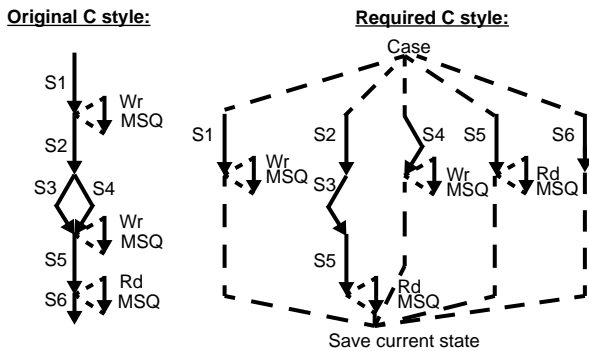 Original C style:
S1
Wr
MSQ
S2
S3
S4
Wr
MSQ
S5
Rd
S6
MSQ
Required C style:
Case
S1
S2
S4
S5
S6
Wr
MSQ
S3
Wr
MSQ
Rd
MSQ
S5
Rd
MSQ
Save current state